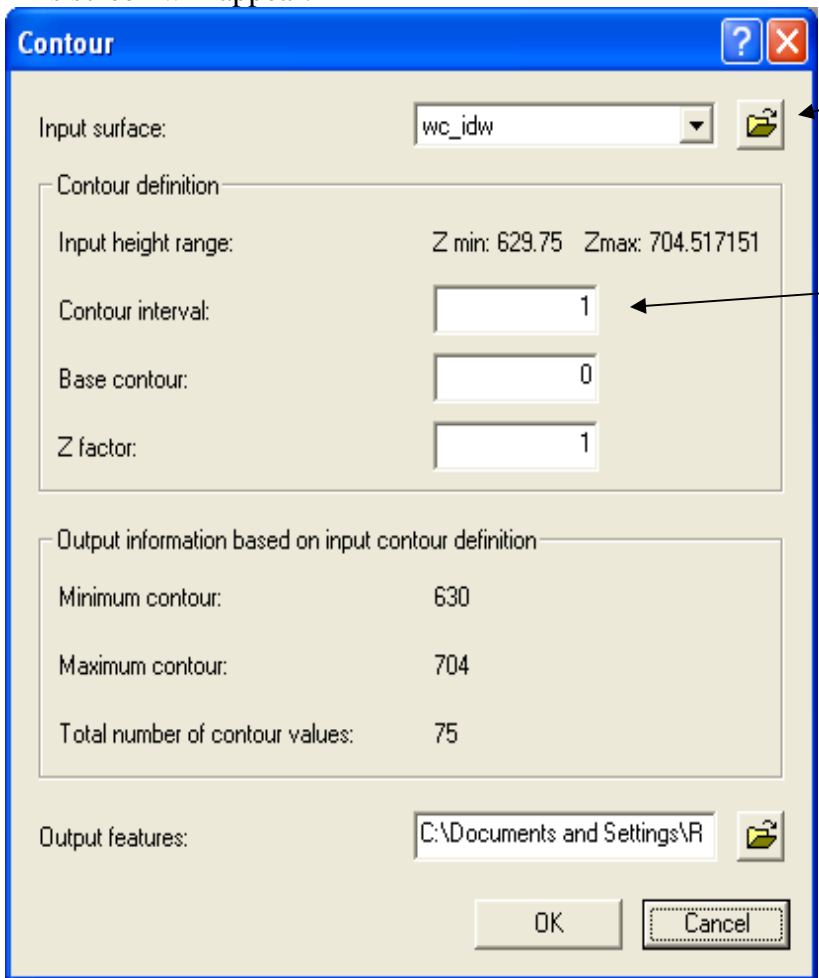 appear.
Contour
Input surface: wc_idw
Contour definition
Input height range: Z min: 629.75 Zmax: 704.517151
Contour interval: 1
Base contour: 0
Z factor: 1
Output information based on input contour definition
Minimum contour: 630
Maximum contour: 704
Total number of contour values: 75
Output features: C:\Documents and Settings\R
OK Cancel